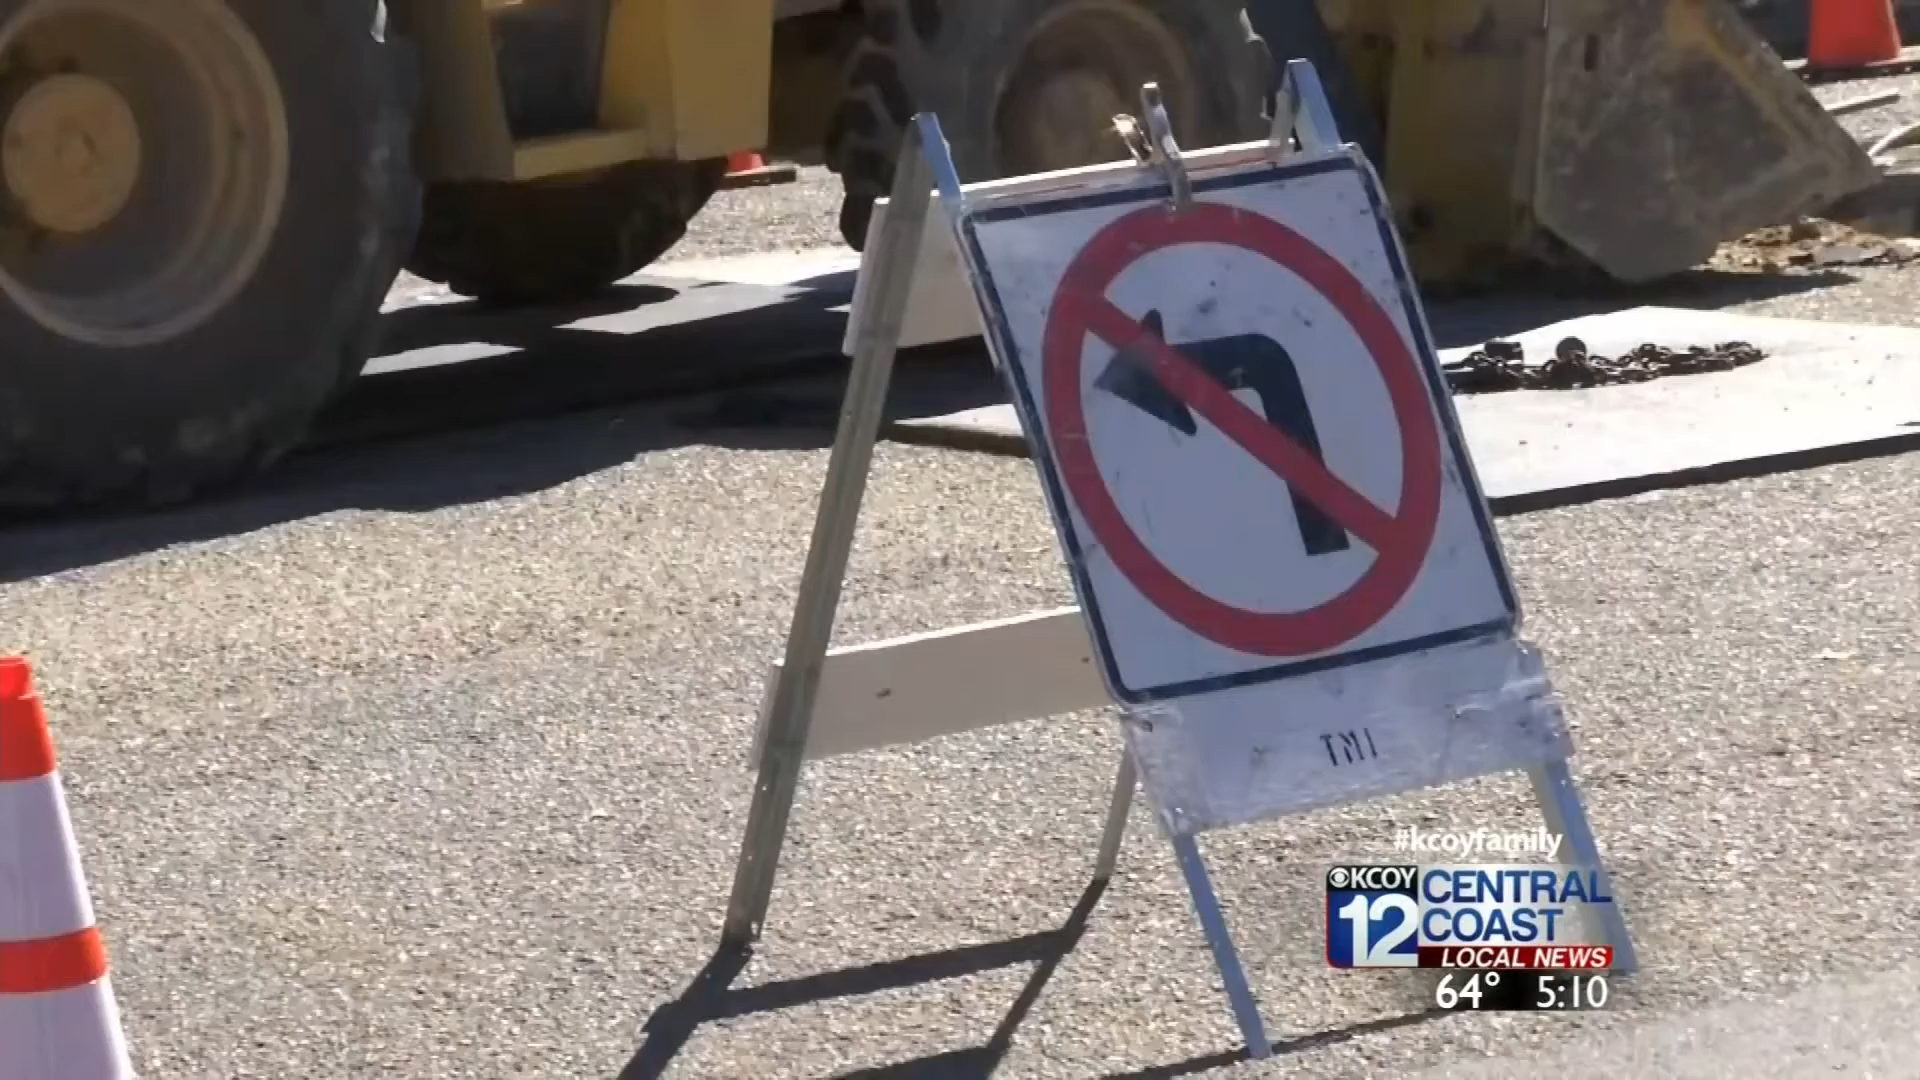 TMI
#kcoyfamily
KCOY
12
CENTRAL
COAST
LOCAL NEWS
64° 5:10